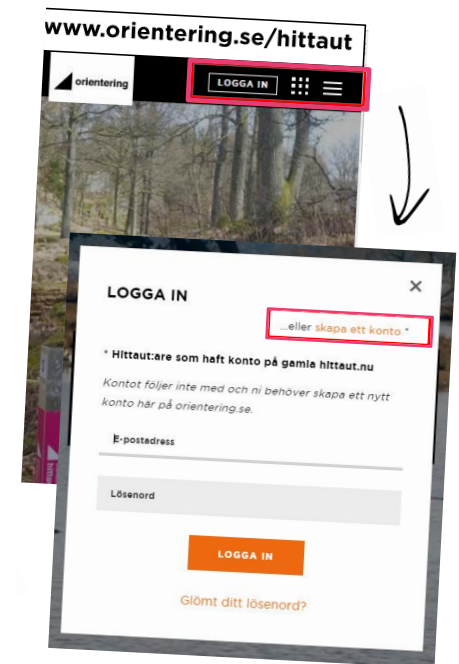 www.orientering.se/hittaut
orientering
LOGGA IN
LOGGA IN
...eller skapa ett konto *
* Hittaut:are som haft konto på gamla hittaut.nu
Kontot följer inte med och ni behöver skapa ett nytt
konto här på orientering.se.
E-postadress
Lösenord
LOGGA IN
Glömt ditt lösenord?